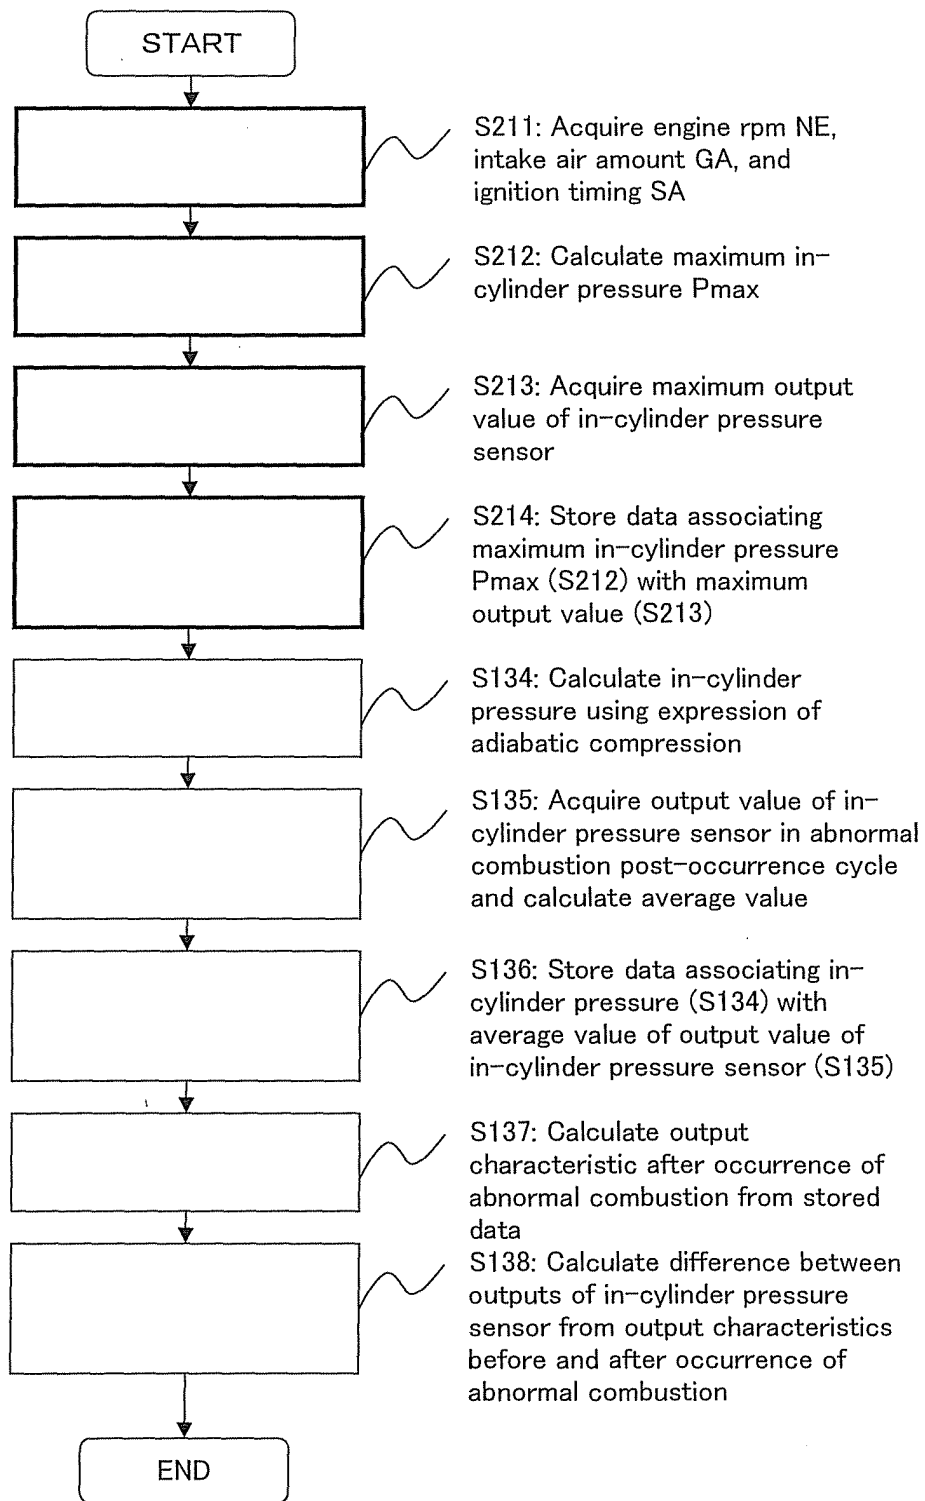 START
S211: Acquire engine rpm NE,
intake air amount GA, and
ignition timing SA
S212: Calculate maximum in-
cylinder pressure Pmax
S213: Acquire maximum output
value of in-cylinder pressure
sensor
S214: Store data associating
maximum in-cylinder pressure
Pmax (S212) with maximum
output value (S213)
S134: Calculate in-cylinder
pressure using expression of
adiabatic compression
S135: Acquire output value of in-
cylinder pressure sensor in abnormal
combustion post-occurrence cycle
and calculate average value
S136: Store data associating in-
cylinder pressure (S134) with
average value of output value of
in-cylinder pressure sensor (S135)
S137: Calculate output
characteristic after occurrence of
abnormal combustion from stored
data
S138: Calculate difference between
outputs of in-cylinder pressure
sensor from output characteristics
before and after occurrence of
abnormal combustion
END